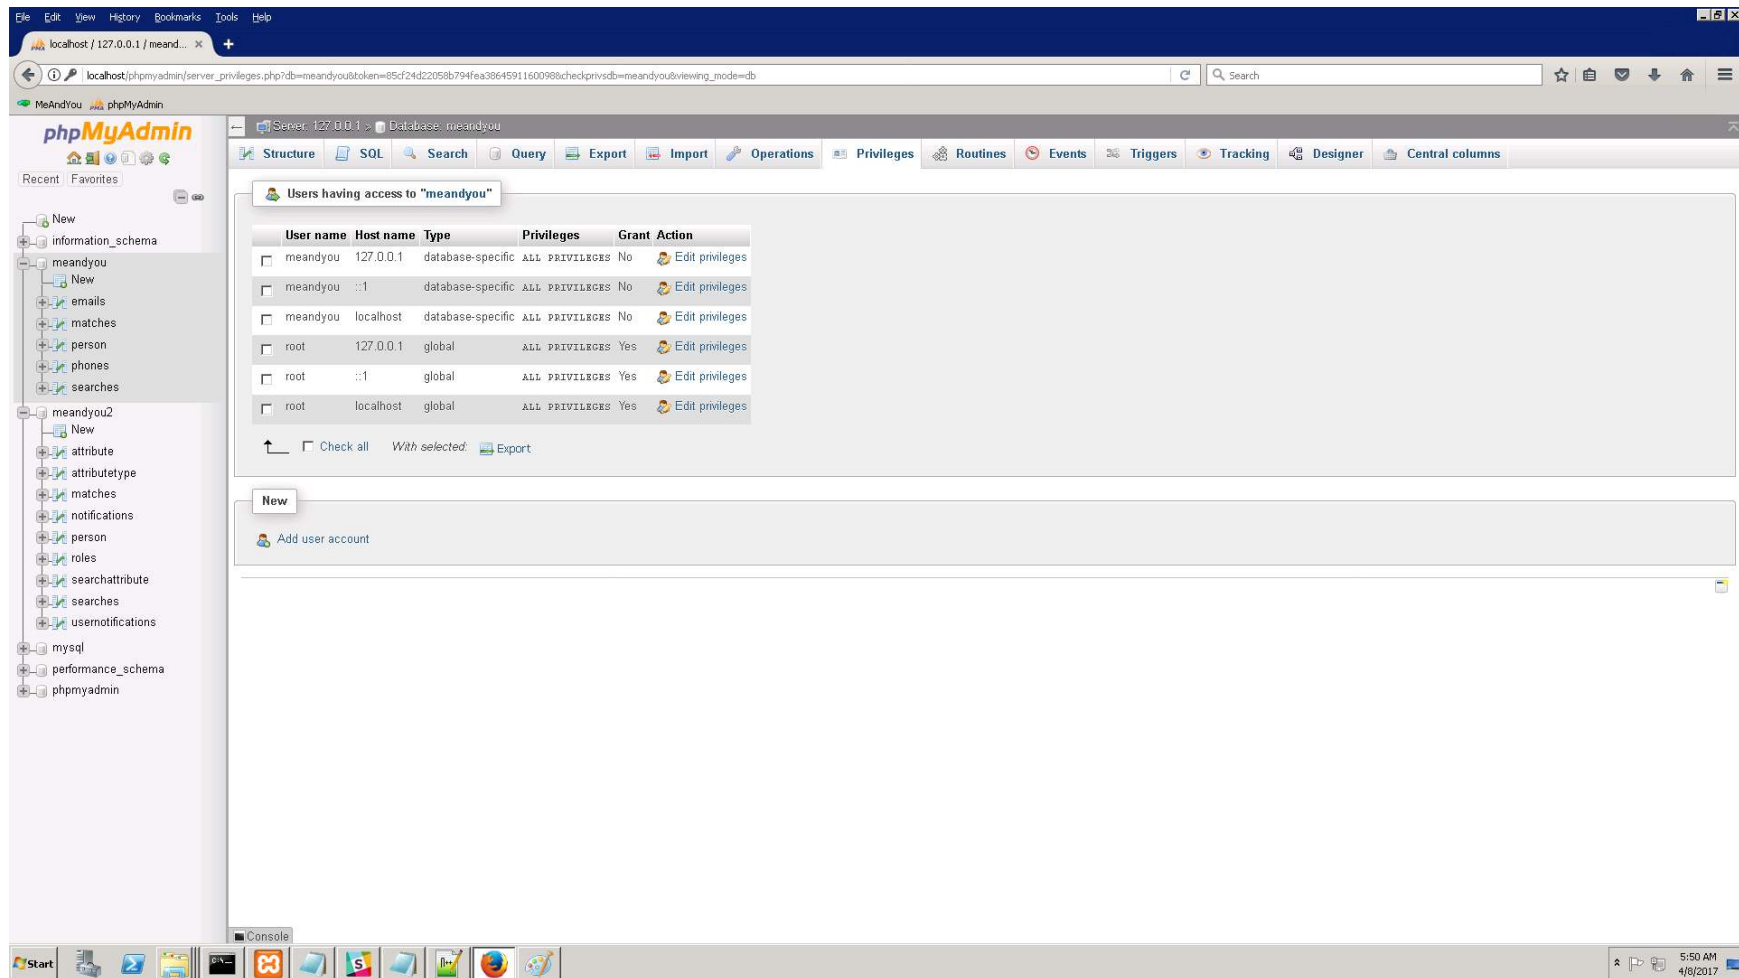 File Edit View History Bookmarks Tools Help
localhost / 127.0.0.1 / meand... × +
localhost/phpmyadmin/server_privileges.php?db=meandyou&token=85cf24d22058b794fea3864591160098&checkprivsdb=meandyou&viewing_mode=db
Search
MeAndYou phpMyAdmin
phpMyAdmin
Recent Favorites
New
information_schema
meandyou
New
emails
matches
person
phones
searches
meandyou2
New
attribute
attributetype
matches
notifications
person
roles
searchattribute
searches
usernotifications
mysql
performance_schema
phpmyadmin
Server: 127.0.0.1 » Database: meandyou
Structure SQL Search Query Export Import Operations Privileges Routines Events Triggers Tracking Designer Central columns
Users having access to "meandyou"
User name Host name Type Privileges Grant Action
meandyou 127.0.0.1 database-specific ALL PRIVILEGES No Edit privileges
meandyou ::1 database-specific ALL PRIVILEGES No Edit privileges
meandyou localhost database-specific ALL PRIVILEGES No Edit privileges
root 127.0.0.1 global ALL PRIVILEGES Yes Edit privileges
root ::1 global ALL PRIVILEGES Yes Edit privileges
root localhost global ALL PRIVILEGES Yes Edit privileges
Check all With selected: Export
New
Add user account
Console
Start
5:50 AM
4/8/2017